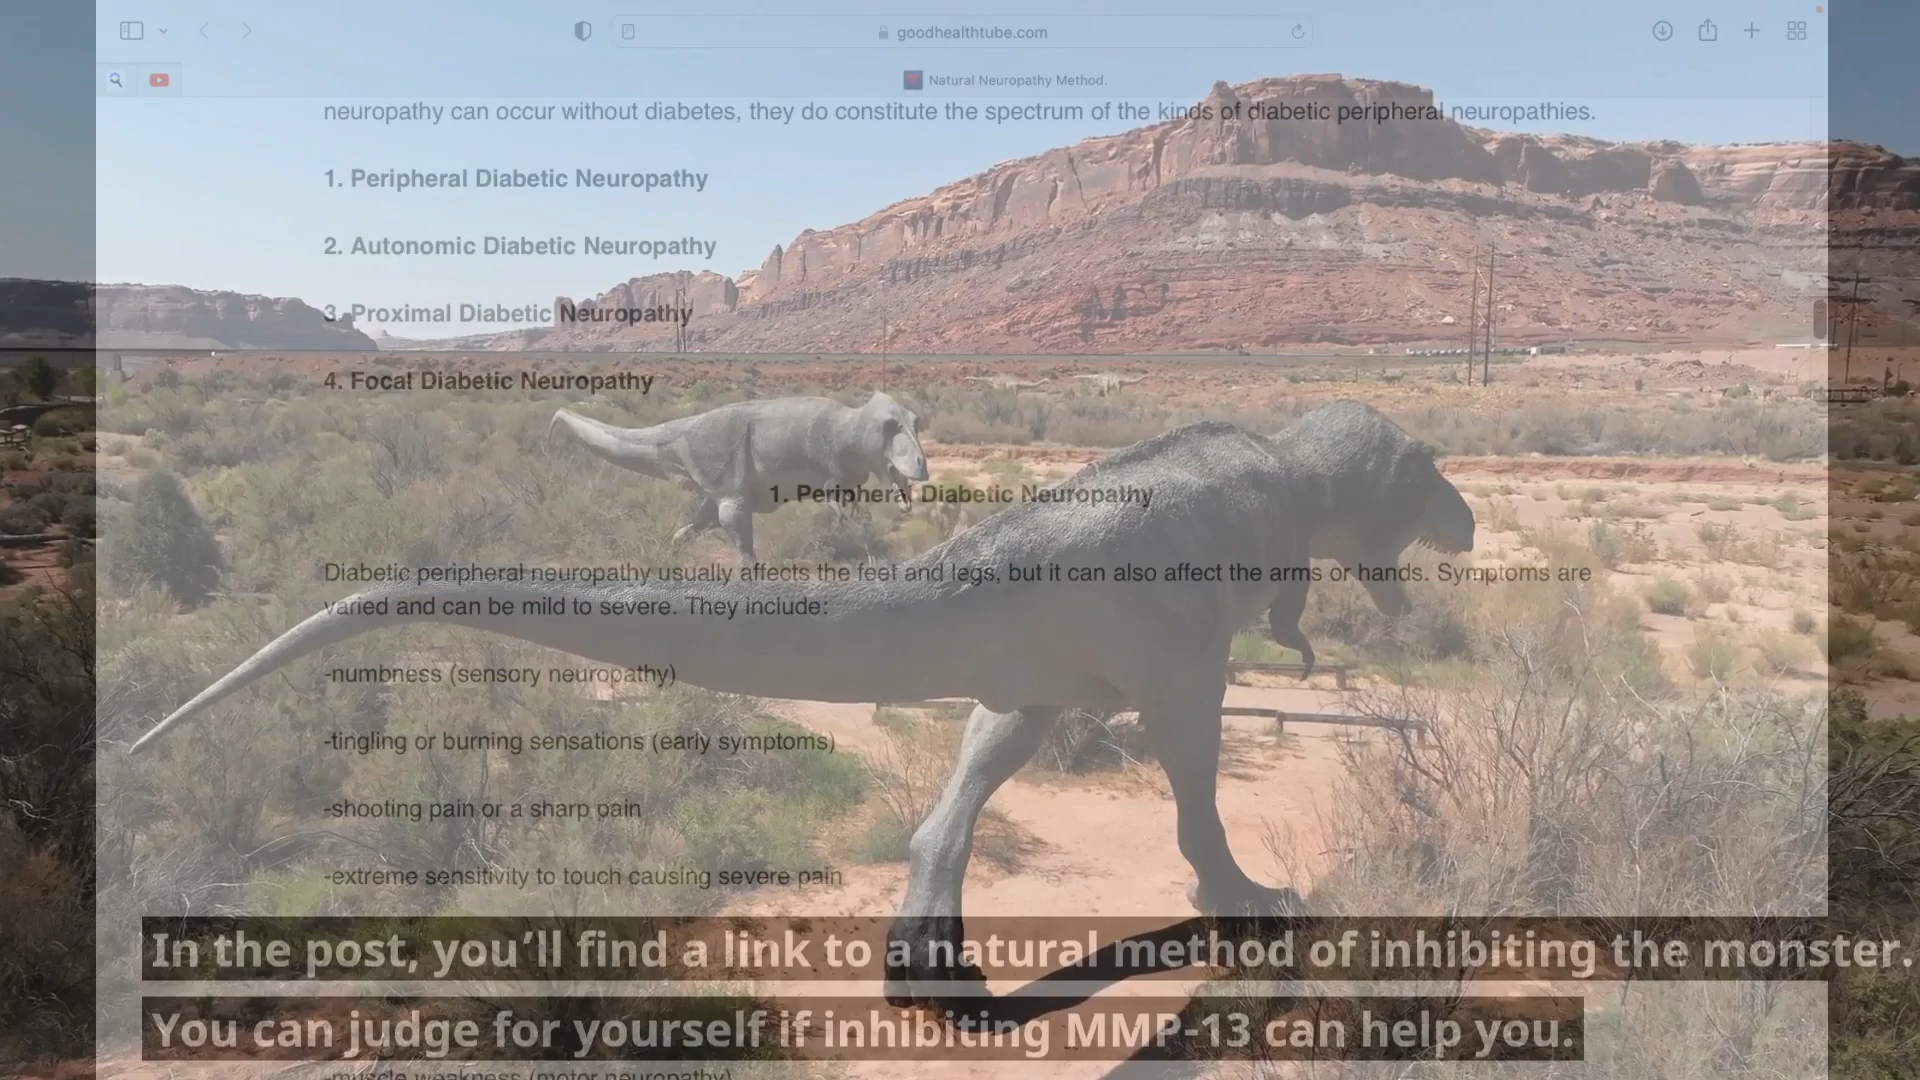 goodhealthtube.com
Natural Neuropathy Method.
neuropathy can occur without diabetes, they do constitute the spectrum of the kinds of diabetic peripheral neuropathies.
1. Peripheral Diabetic Neuropathy
2. Autonomic Diabetic Neuropathy
3. Proximal Diabetic Neuropathy
4. Focal Diabetic Neuropathy
1. Peripheral Diabetic Neuropathy
Diabetic peripheral neuropathy usually affects the feet and legs, but it can also affect the arms or hands. Symptoms are
varied and can be mild to severe. They include:
-numbness (sensory neuropathy)
-tingling or burning sensations (early symptoms)
-shooting pain or a sharp pain
-extreme sensitivity to touch causing severe pain
In the post, you’ll find a link to a natural method of inhibiting the monster.
You can judge for yourself if inhibiting MMP-13 can help you.
-muscle weakness (motor neuropathy)